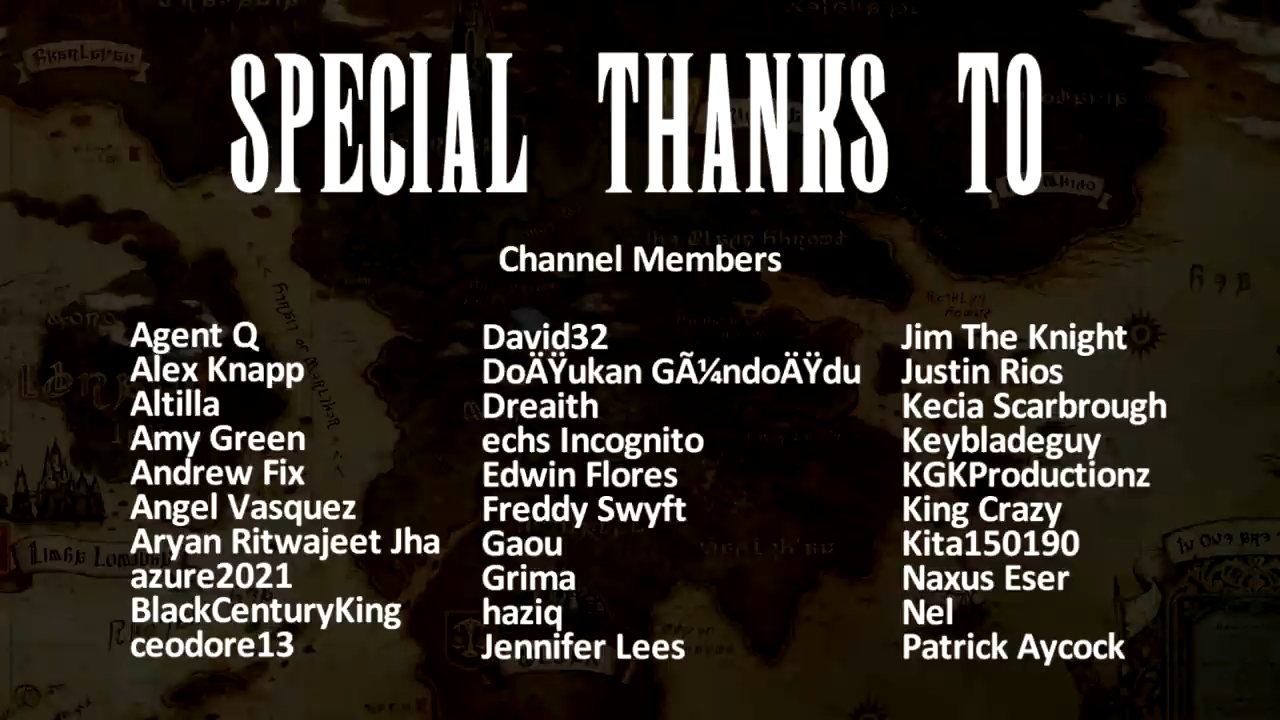 SPECIAL THANKS TO
Channel Members
Agent Q
Alex Knapp
Altilla
Amy Green
Andrew Fix
Angel Vasquez
Aryan Ritwajeet Jha
azure2021
BlackCenturyKing
ceodore13
David32
DoÄŸukan GÃ¼ndoÄŸdu
Dreaith
echs Incognito
Edwin Flores
Freddy Swyft
Gaou
Grima
haziq
Jennifer Lees
Jim The Knight
Justin Rios
Kecia Scarbrough
Keybladeguy
KGKProductionz
King Crazy
Kita150190
Naxus Eser
Nel
Patrick Aycock